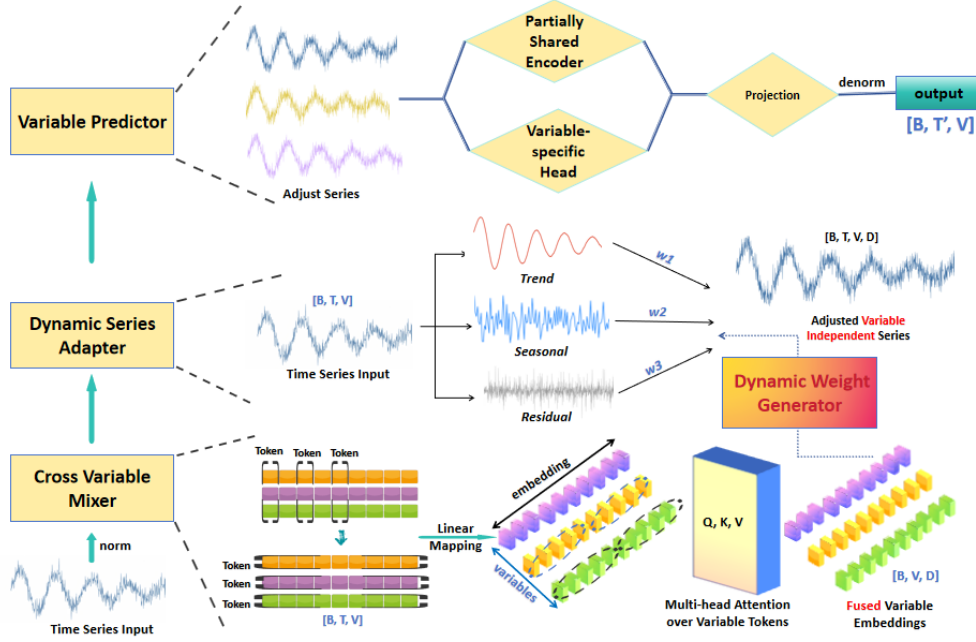 Partially
Shared
Encoder
Variable Predictor
Adjust Series
Variable-
specific
Head
Projection
denorm
output
[B, T’, V]
Dynamic Series
Adapter
[B, T, V]
Time Series Input
Trend
Seasonal
Residual
w1
w2
w3
[B, T, V, D]
Adjusted Variable
Independent Series
Dynamic Weight
Generator
Cross Variable
Mixer
norm
Time Series Input
Token Token Token
Token
Token
Token
[B, T, V]
Linear
Mapping
embedding
variables
Q, K, V
Multi-head Attention
over Variable Tokens
[B, V, D]
Fused Variable
Embeddings